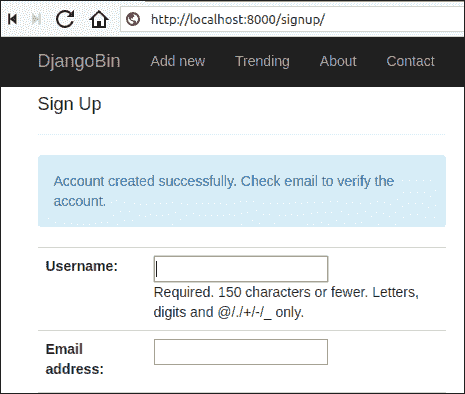 http://localhost:8000/signup/
DjangoBin Add new Trending About Contact
Sign Up
Account created successfully. Check email to verify the
account.
Username:
Required. 150 characters or fewer. Letters,
digits and @/./+/-/_ only.
Email
address: